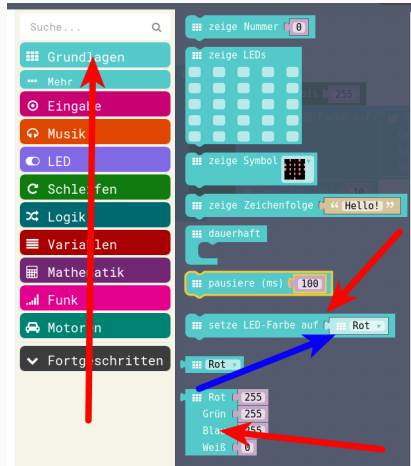 Suche...
Grundlagen
Mehr
Eingabe
Musik
LED
Schleifen
Logik
Variablen
Mathematik
Funk
Motoren
Fortgeschritten
zeige Nummer 0
zeige LEDs
zeige Symbol
zeige Zeichenfolge “ Hello! ”
dauerhaft
pausiere (ms) 100
setze LED-Farbe auf Rot
Rot
Rot 255
Grün 255
Blau 255
Weiß 0
255